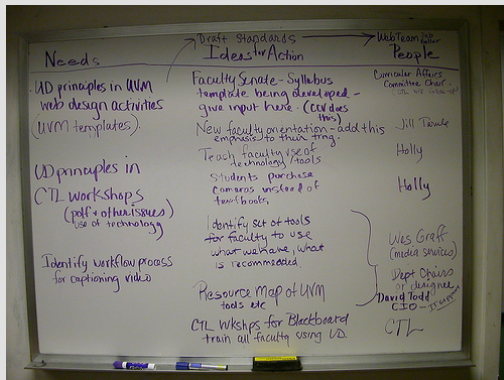 Needs
UD principles in UVM
web design activities
(UVM templates).
UD principles in
CTL workshops
(pdf + other issues)
use of technology
Identify workflow process
for captioning video
Draft Standards
Ideas for Action
Faculty Senate - Syllabus
template being developed -
give input here. (CCV does
this)
New faculty orientation - add this
emphasis to their trng.
Teach faculty use of
technology/tools
Students purchase
cameras instead of
textbooks
Identify set of tools
for faculty to use
what we have, what
is recommended
Resource Map of UVM
tools etc
CTL Wkshps for Blackboard
train all faculty using UD.
WebTeam
People
Curricular Affairs
Committee Chair.
Jill Tarule
Holly
Holly
Wes Graff
(media services)
Dept Chairs
or designee
David Todd
CIO -
CTL